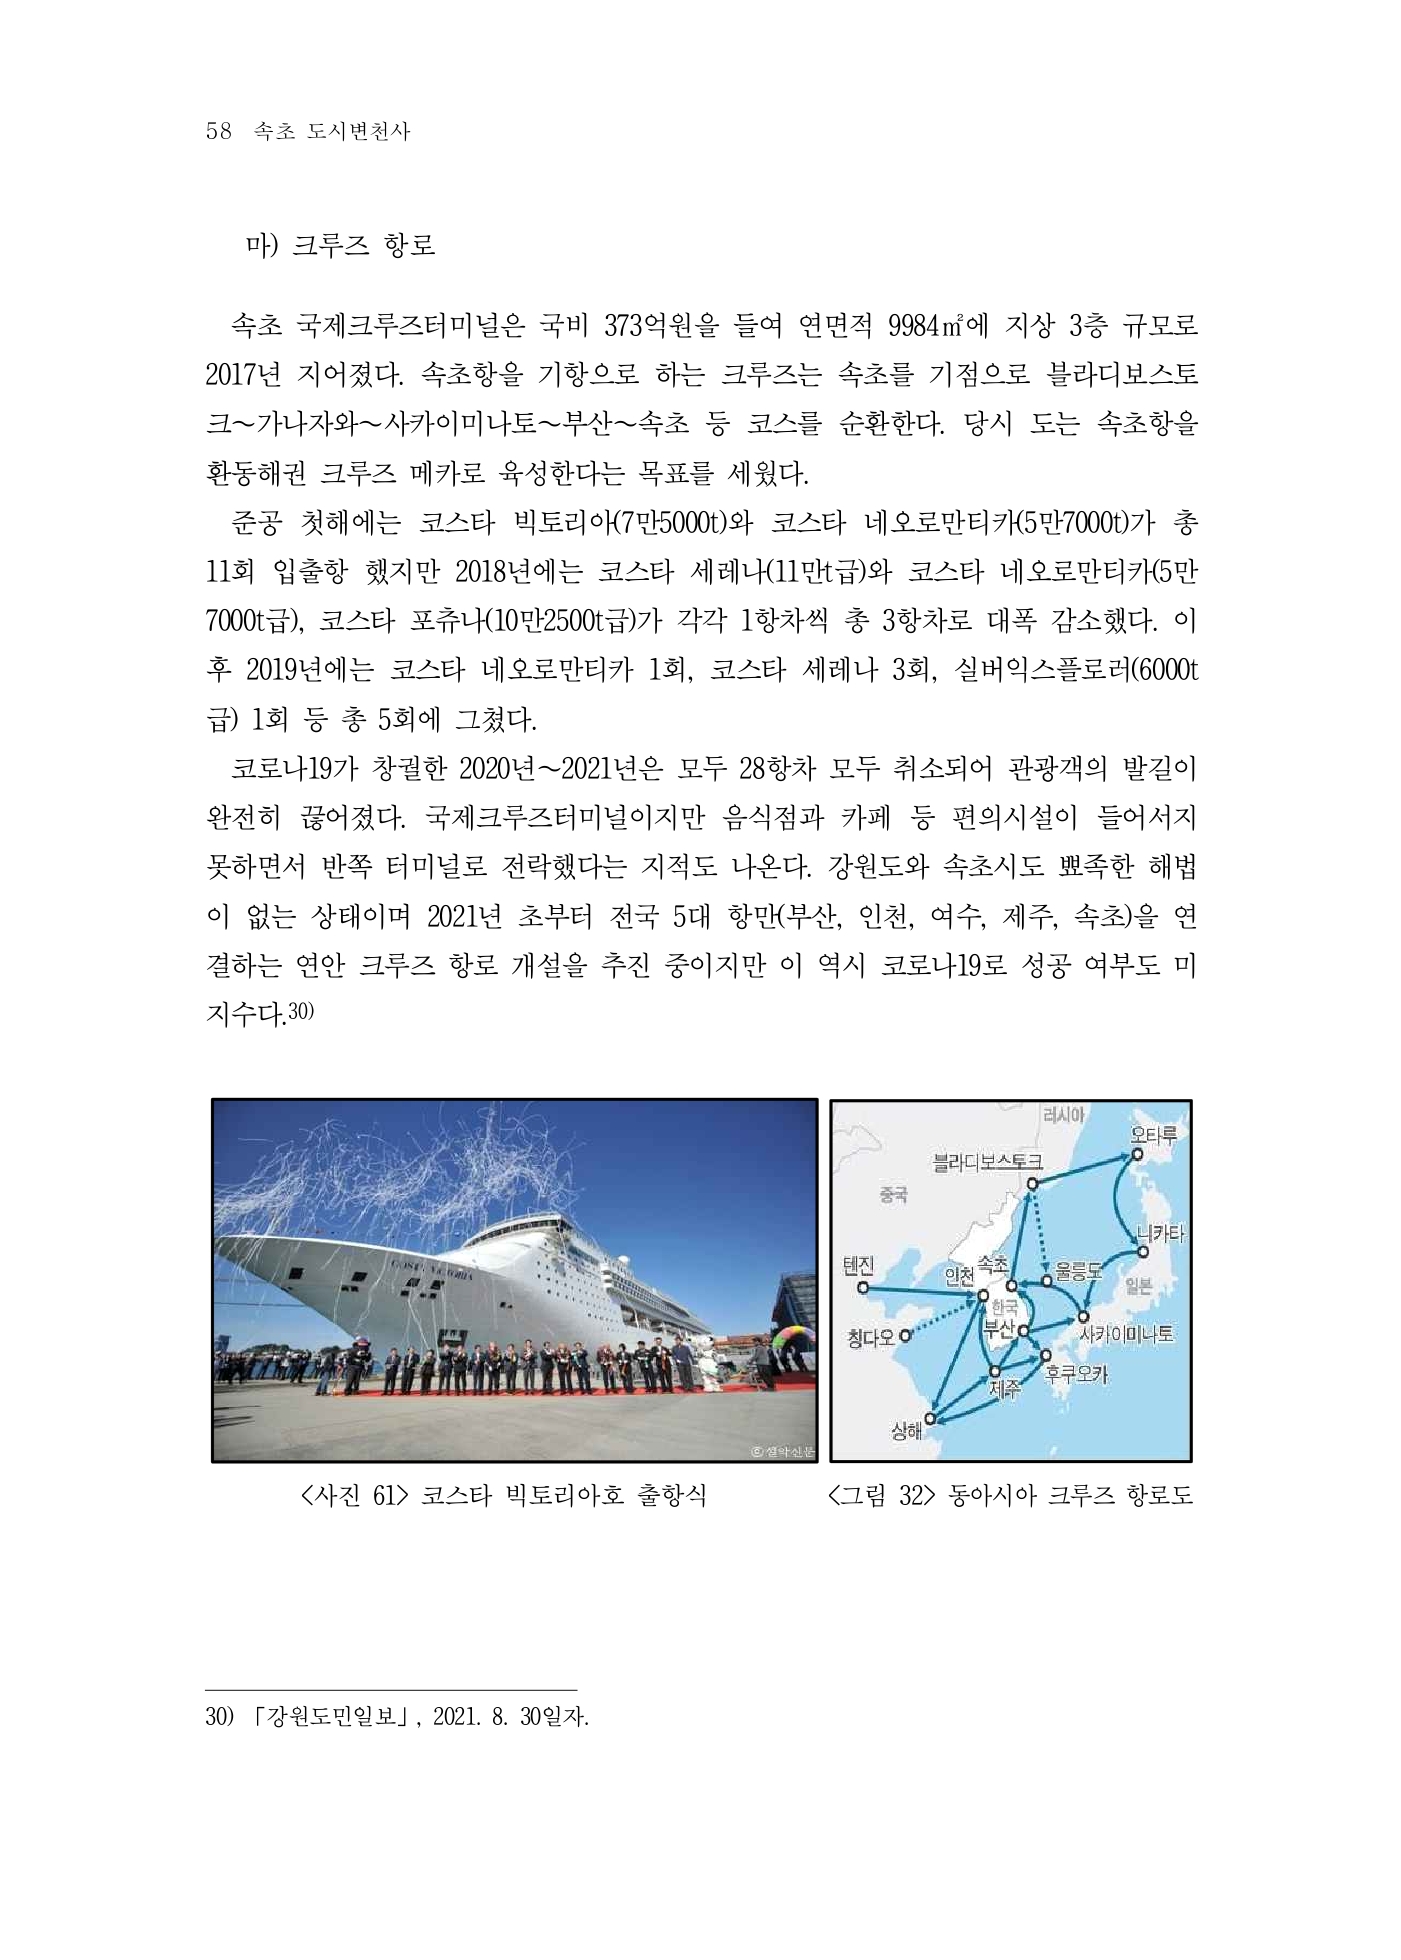 58 속초 도시변천사
마) 크루즈 항로
속초 국제크루즈터미널은 국비 373억원을 들여 연면적 9984㎡에 지상 3층 규모로
2017년 지어졌다. 속초항을 기항으로 하는 크루즈는 속초를 기점으로 블라디보스토
크～가나자와～사카이미나토～부산～속초 등 코스를 순환한다. 당시 도는 속초항을
환동해권 크루즈 메카로 육성한다는 목표를 세웠다.
준공 첫해에는 코스타 빅토리아(7만5000t)와 코스타 네오로만티카(5만7000t)가 총
11회 입출항 했지만 2018년에는 코스타 세레나(11만t급)와 코스타 네오로만티카(5만
7000t급), 코스타 포츄나(10만2500t급)가 각각 1항차씩 총 3항차로 대폭 감소했다. 이
후 2019년에는 코스타 네오로만티카 1회, 코스타 세레나 3회, 실버익스플로러(6000t
급) 1회 등 총 5회에 그쳤다.
코로나19가 창궐한 2020년～2021년은 모두 28항차 모두 취소되어 관광객의 발길이
완전히 끊어졌다. 국제크루즈터미널이지만 음식점과 카페 등 편의시설이 들어서지
못하면서 반쪽 터미널로 전락했다는 지적도 나온다. 강원도와 속초시도 뾰족한 해법
이 없는 상태이며 2021년 초부터 전국 5대 항만(부산, 인천, 여수, 제주, 속초)을 연
결하는 연안 크루즈 항로 개설을 추진 중이지만 이 역시 코로나19로 성공 여부도 미
지수다.30)
COSTA VICTORIA
ⓒ설악신문
러시아
오타루
블라디보스토크
중국
니카타
텐진
인천
속초
울릉도
일본
한국
칭다오
부산
사카이미나토
후쿠오카
제주
상해
<사진 61> 코스타 빅토리아호 출항식
<그림 32> 동아시아 크루즈 항로도
30) 「강원도민일보」, 2021. 8. 30일자.